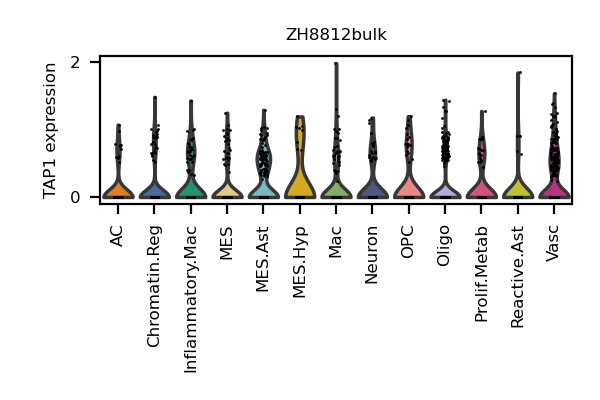 ZH8812bulk
TAP1 expression
2
0
AC
Chromatin.Reg
Inflammatory.Mac
MES
MES.Ast
MES.Hyp
Mac
Neuron
OPC
Oligo
Prolif.Metab
Reactive.Ast
Vasc